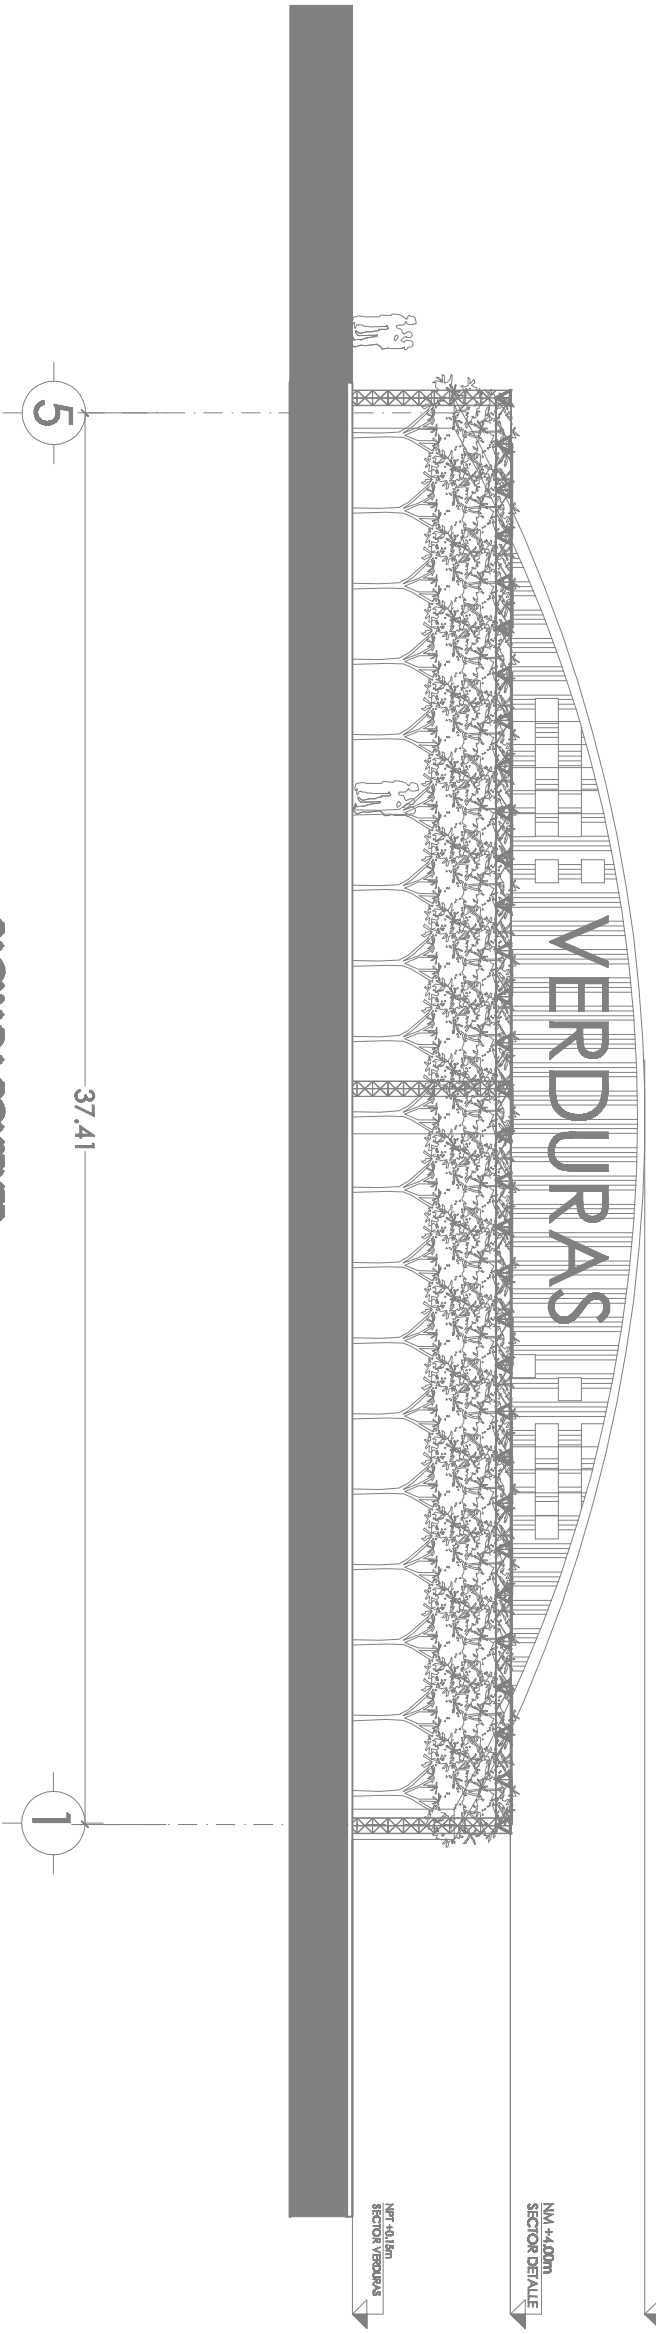 VERDURAS
NM +4.00m
SECTOR DETALLE
NPT +0.15m
SECTOR VERDURAS
37.41
5
1